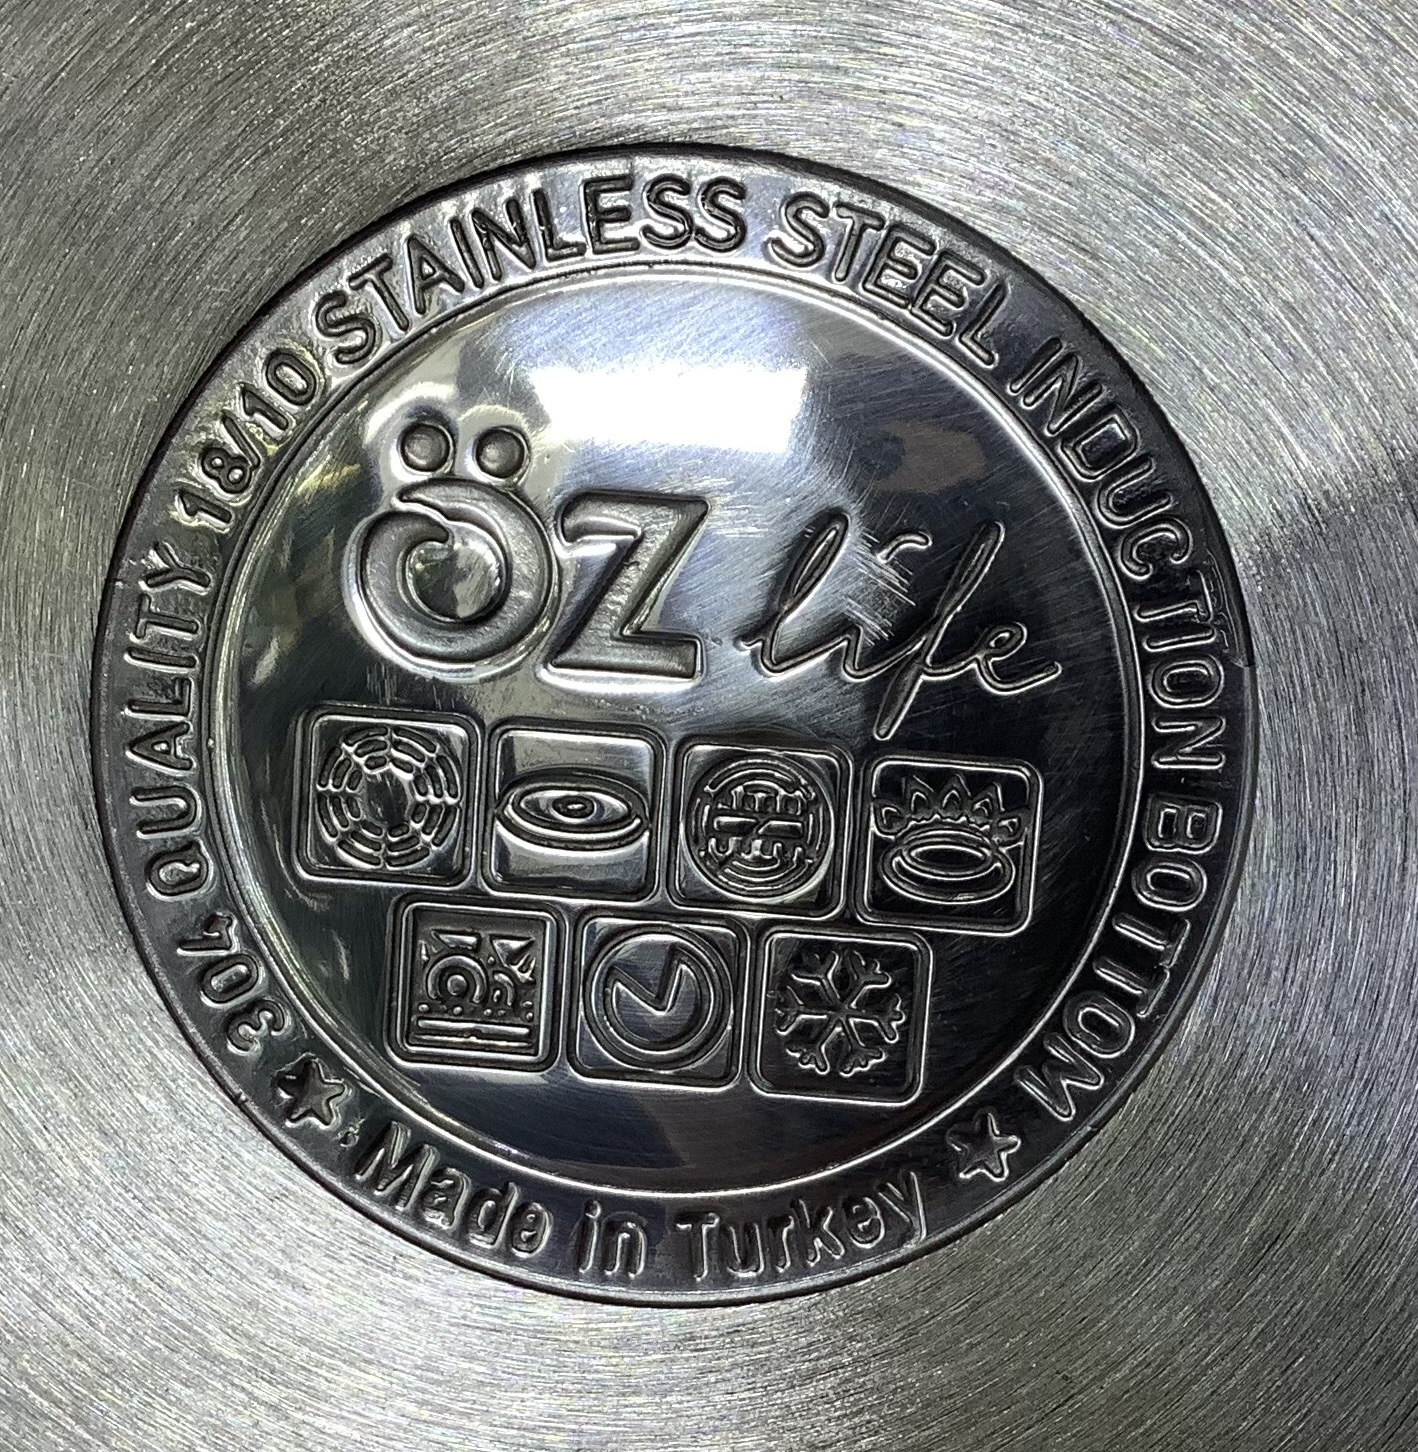 304 QUALITY 18/10 STAINLESS STEEL INDUCTION BOTTOM
ÖZ life
Made in Turkey